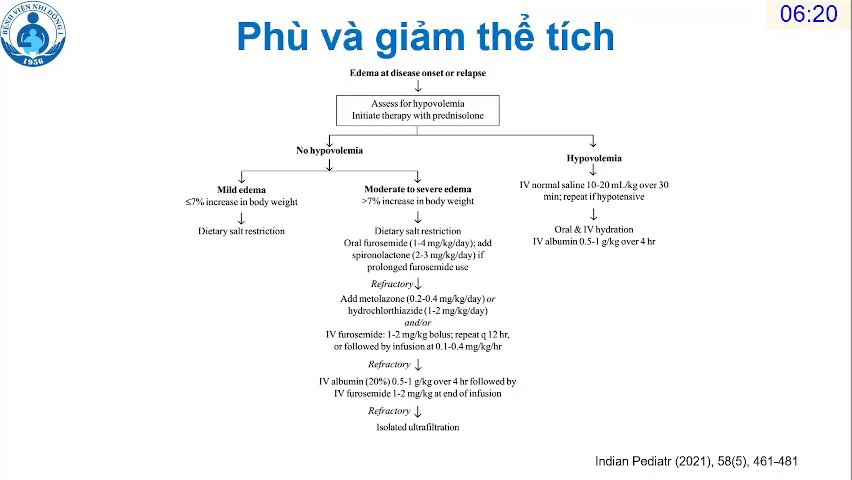 BỆNH VIỆN NHI ĐỒNG 1
1956
06:20
Phù và giảm thể tích
Edema at disease onset or relapse
Assess for hypovolemia
Initiate therapy with prednisolone
No hypovolemia
Mild edema
≤7% increase in body weight
Dietary salt restriction
Moderate to severe edema
>7% increase in body weight
Dietary salt restriction
Oral furosemide (1-4 mg/kg/day); add
spironolactone (2-3 mg/kg/day) if
prolonged furosemide use
Refractory
Add metolazone (0.2-0.4 mg/kg/day) or
hydrochlorthiazide (1-2 mg/kg/day)
and/or
IV furosemide: 1-2 mg/kg bolus; repeat q 12 hr,
or followed by infusion at 0.1-0.4 mg/kg/hr
Refractory
IV albumin (20%) 0.5-1 g/kg over 4 hr followed by
IV furosemide 1-2 mg/kg at end of infusion
Refractory
Isolated ultrafiltration
Hypovolemia
IV normal saline 10-20 mL/kg over 30
min; repeat if hypotensive
Oral & IV hydration
IV albumin 0.5-1 g/kg over 4 hr
Indian Pediatr (2021), 58(5), 461-481